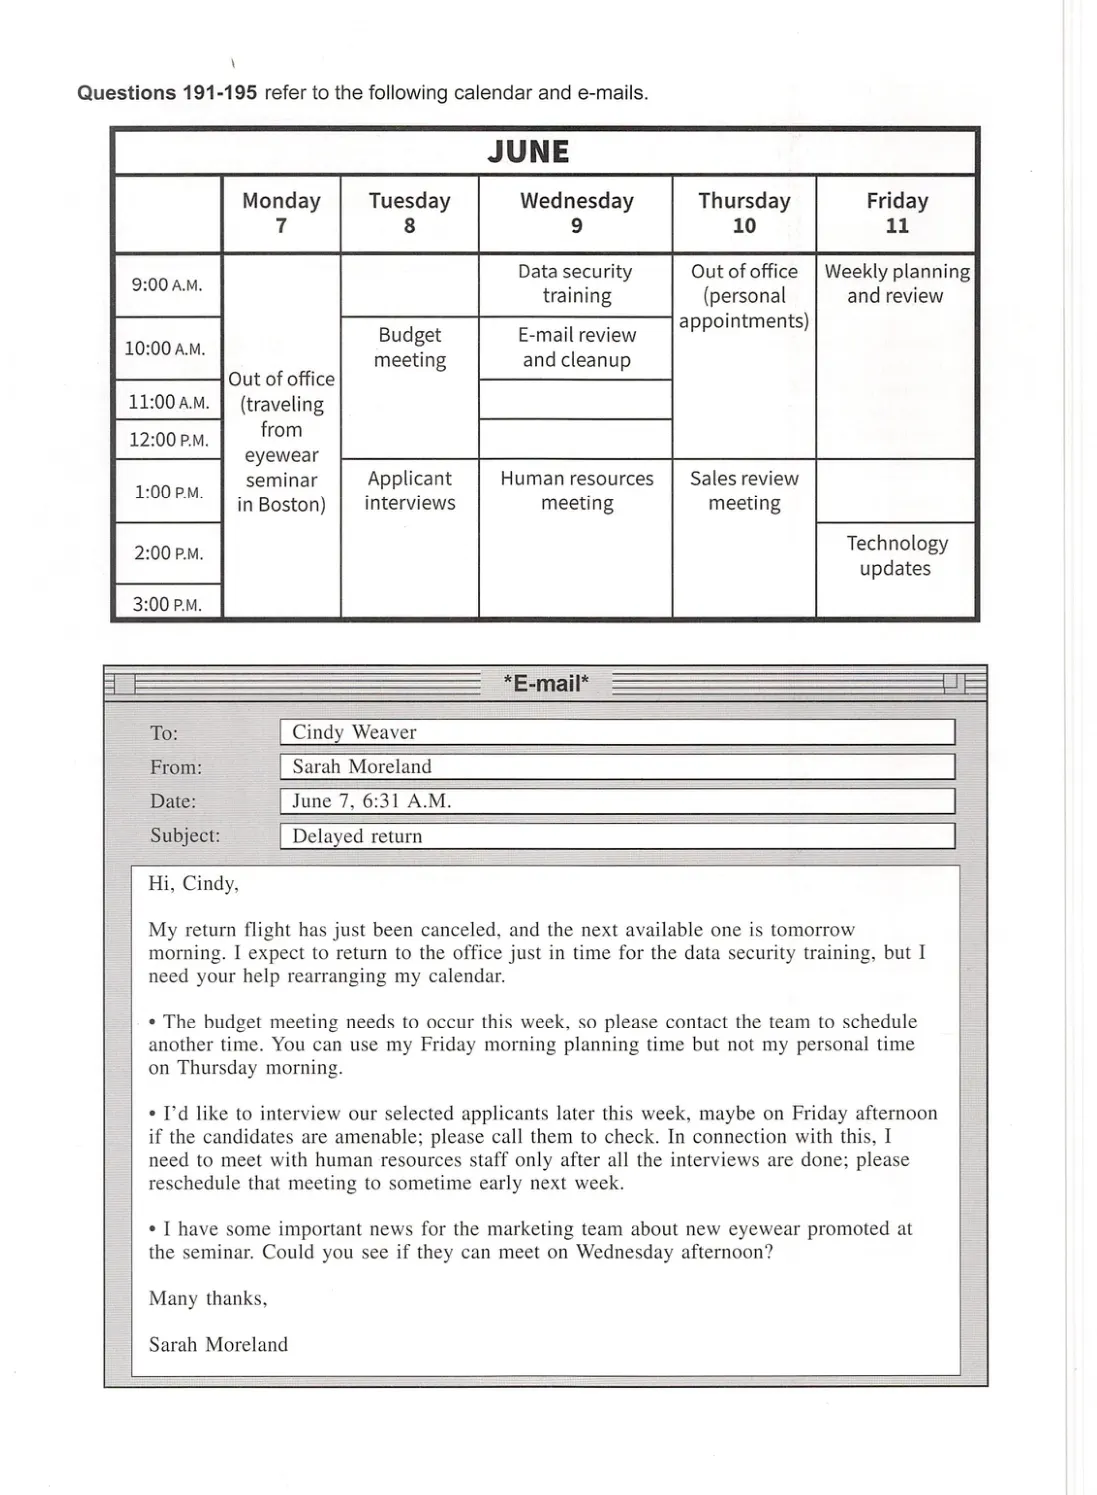 Questions 191-195 refer to the following calendar and e-mails.
JUNE
Monday 7
Tuesday 8
Wednesday 9
Thursday 10
Friday 11
9:00 A.M.
10:00 A.M.
11:00 A.M.
12:00 P.M.
1:00 P.M.
2:00 P.M.
3:00 P.M.
Out of office
(traveling
from
eyewear
seminar
in Boston)
Budget
meeting
Applicant
interviews
Data security
training
E-mail review
and cleanup
Human resources
meeting
Out of office
(personal
appointments)
Sales review
meeting
Weekly planning
and review
Technology
updates
*E-mail*
To: Cindy Weaver
From: Sarah Moreland
Date: June 7, 6:31 A.M.
Subject: Delayed return
Hi, Cindy,
My return flight has just been canceled, and the next available one is tomorrow
morning. I expect to return to the office just in time for the data security training, but I
need your help rearranging my calendar.
• The budget meeting needs to occur this week, so please contact the team to schedule
another time. You can use my Friday morning planning time but not my personal time
on Thursday morning.
• I'd like to interview our selected applicants later this week, maybe on Friday afternoon
if the candidates are amenable; please call them to check. In connection with this, I
need to meet with human resources staff only after all the interviews are done; please
reschedule that meeting to sometime early next week.
• I have some important news for the marketing team about new eyewear promoted at
the seminar. Could you see if they can meet on Wednesday afternoon?
Many thanks,
Sarah Moreland